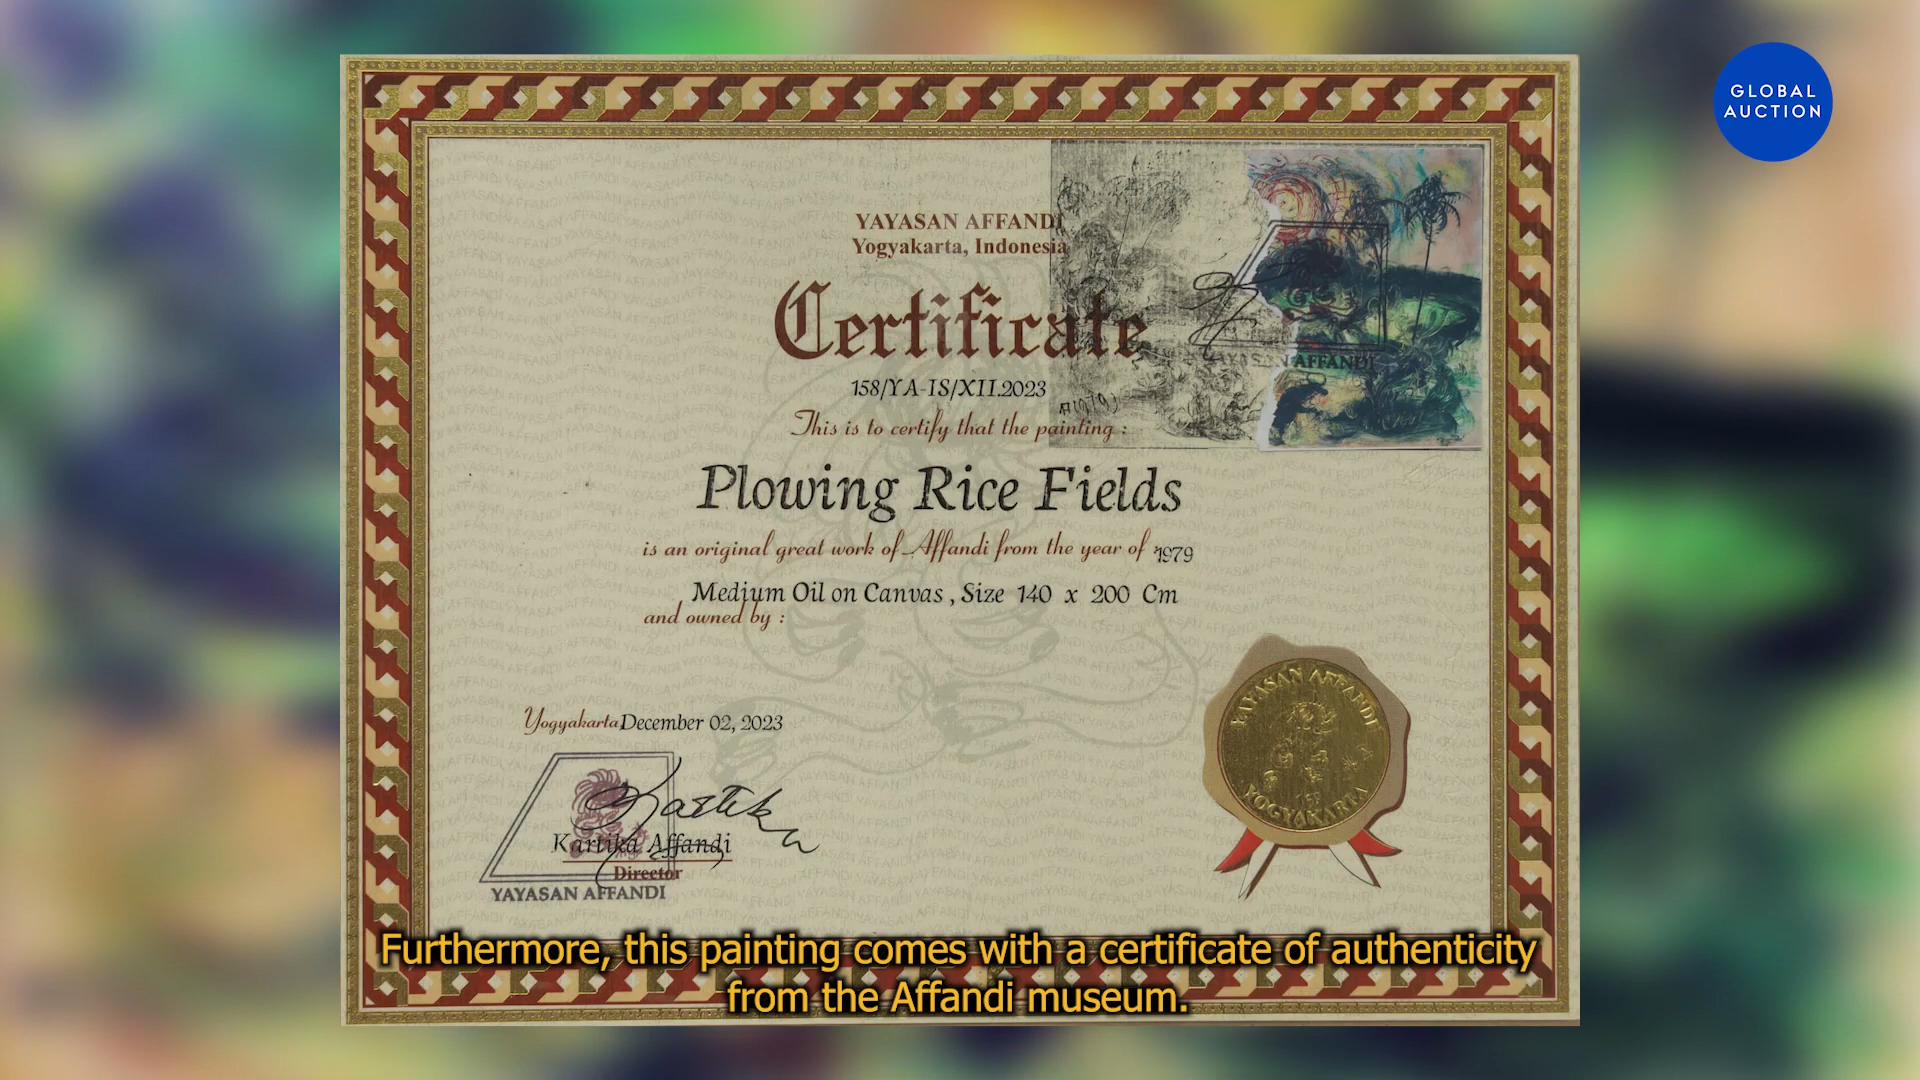 GLOBAL
AUCTION
YAYASAN AFFANDI
Yogyakarta, Indonesia
Certificate
158/YA-IS/XII.2023
This is to certify that the painting :
Plowing Rice Fields
is an original great work of Affandi from the year of 1979
Medium Oil on Canvas , Size 140 x 200 Cm
and owned by :
Yogyakarta December 02, 2023
Kartika
Kartika Affandi
Director
YAYASAN AFFANDI
YAYASAN AFFANDI
YAYASAN AFFANDI
YOGYAKARTA
Furthermore, this painting comes with a certificate of authenticity
from the Affandi museum.